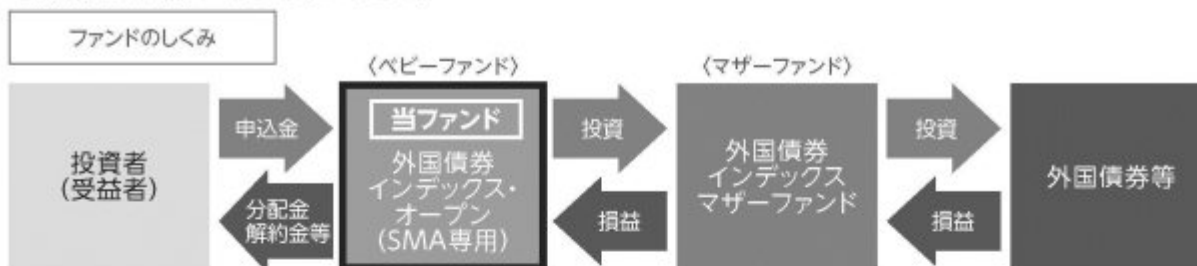 ファンドのしくみ
〈ベビーファンド〉
〈マザーファンド〉
投資者
(受益者)
申込金
分配金
解約金等
当ファンド
外国債券
インデックス・
オープン
(SMA専用)
投資
損益
外国債券
インデックス
マザーファンド
投資
損益
外国債券等